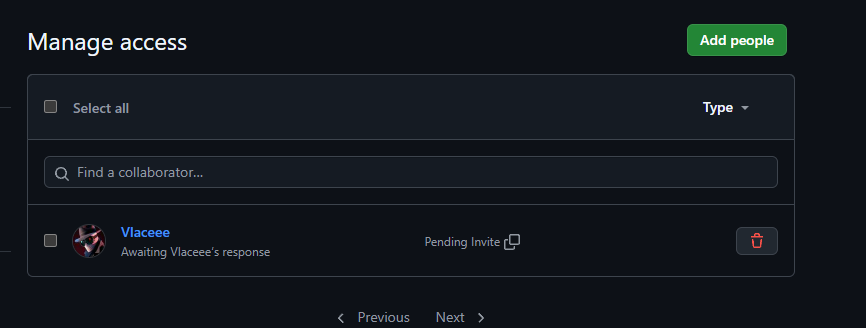 Manage access
Add people
Select all
Type
Find a collaborator...
Vlaceee
Awaiting Vlaceee's response
Pending Invite
Previous
Next